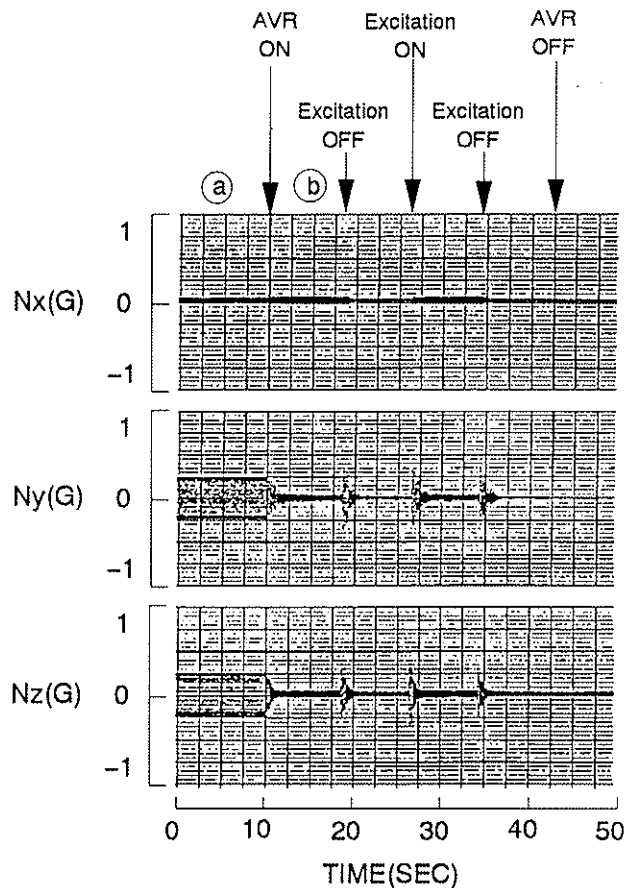 AVR
ON
Excitation
ON
AVR
OFF
Excitation
OFF
Excitation
OFF
a
b
1
Nx(G) 0
-1
1
Ny(G) 0
-1
1
Nz(G) 0
-1
0 10 20 30 40 50
TIME(SEC)